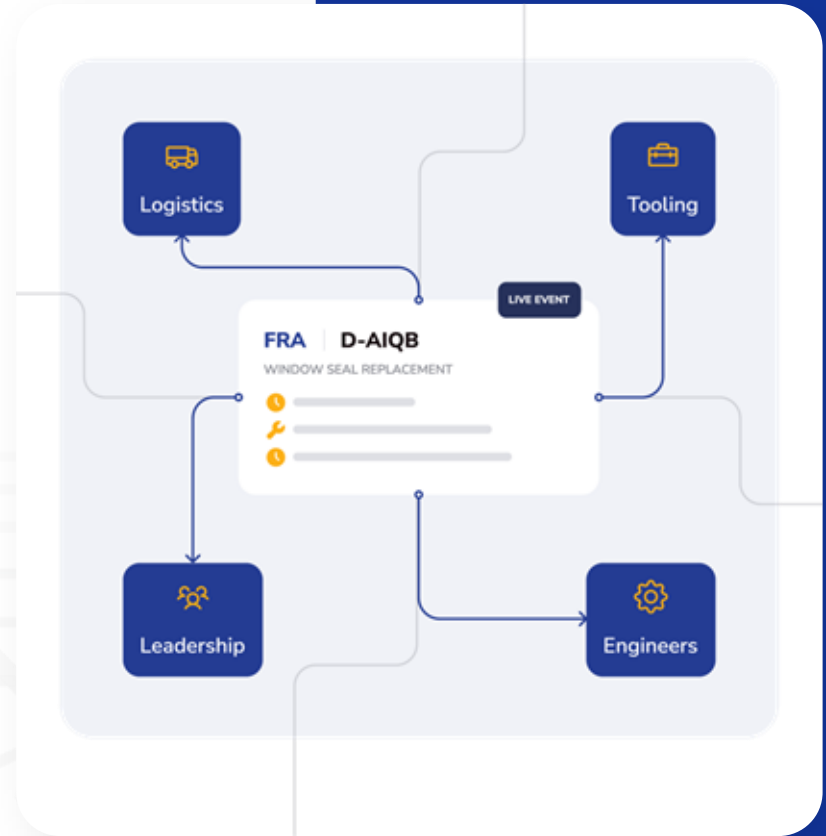 Logistics
Tooling
LIVE EVENT
FRA D-AIQB
WINDOW SEAL REPLACEMENT
Leadership
Engineers